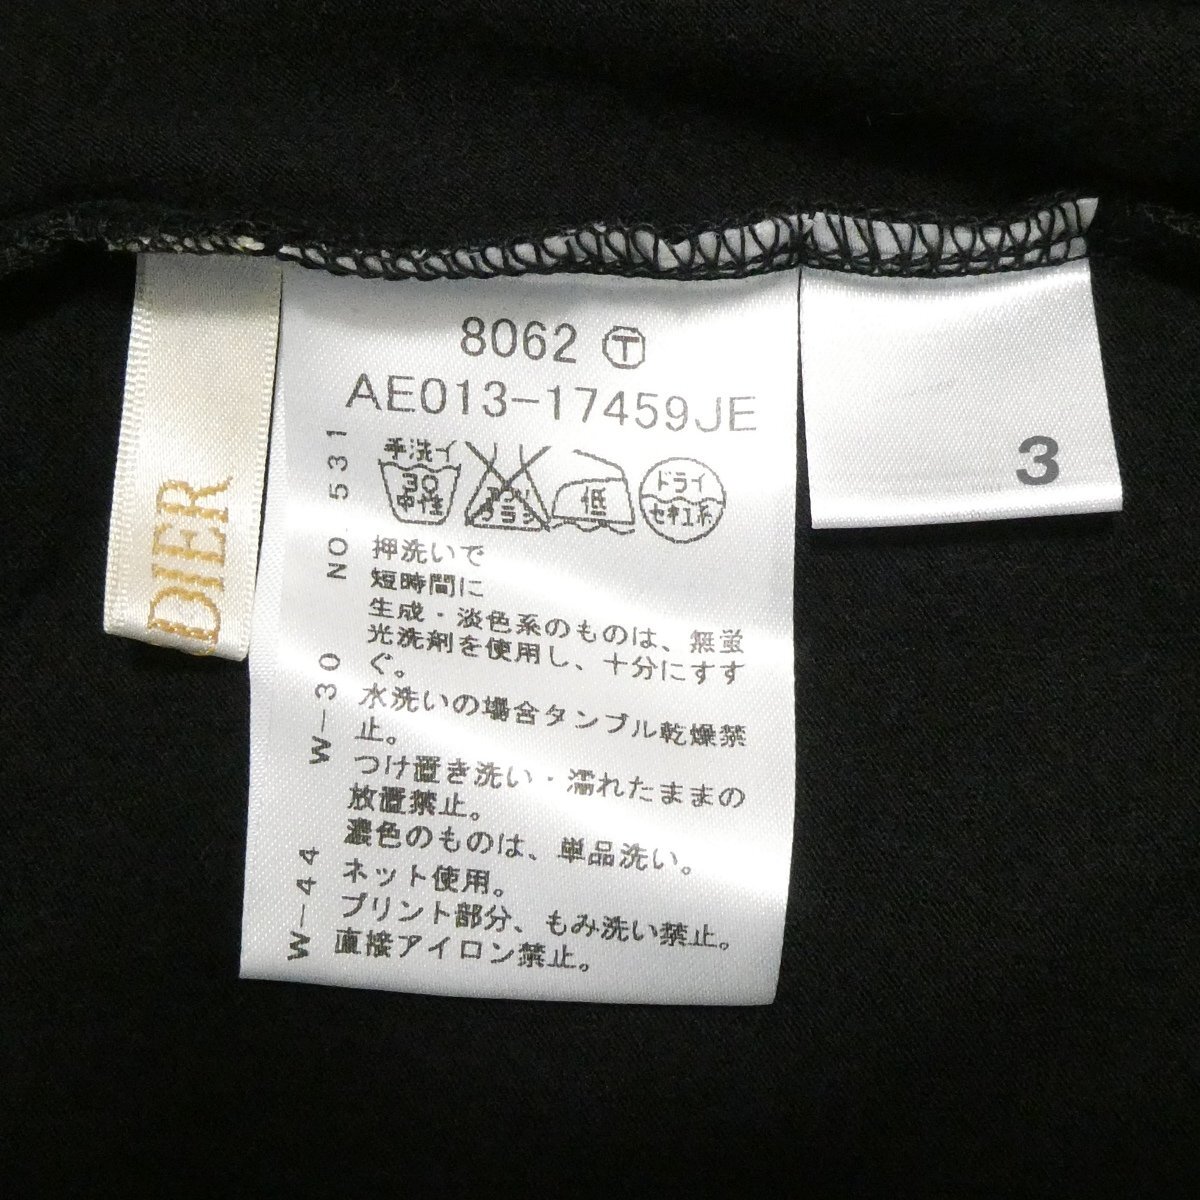 8062 Ⓣ
AE013-17459JE
手洗イ
30
中性
エンソ
サラシ
低
ドライ
セキユ系
押洗いで
短時間に
生成・淡色系のものは、無蛍
光洗剤を使用し、十分にすす
ぐ。
水洗いの場合タンブル乾燥禁
止。
つけ置き洗い・濡れたままの
放置禁止。
濃色のものは、単品洗い。
ネット使用。
プリント部分、もみ洗い禁止。
直接アイロン禁止。
W-44 W-30 NO 531
DIER
3